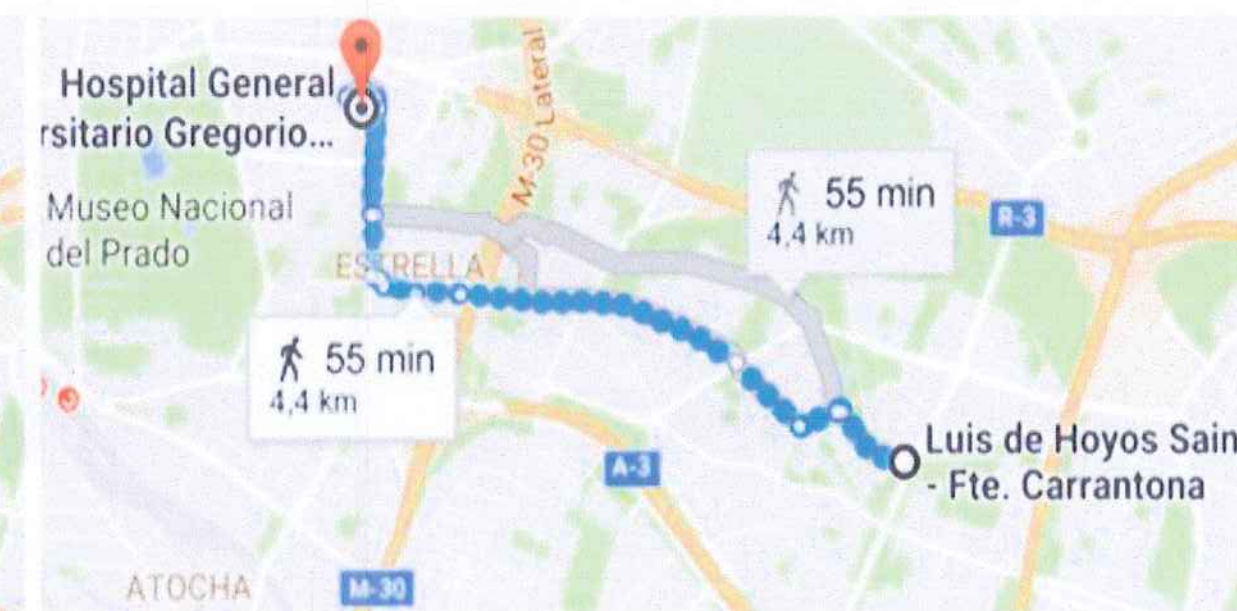 Hospital General
rsitario Gregorio...
Museo Nacional
del Prado
M-30 Lateral
55 min
4,4 km
R-3
ESTRELLA
55 min
4,4 km
A-3
Luis de Hoyos Sain
- Fte. Carrantona
ATOCHA
M-30